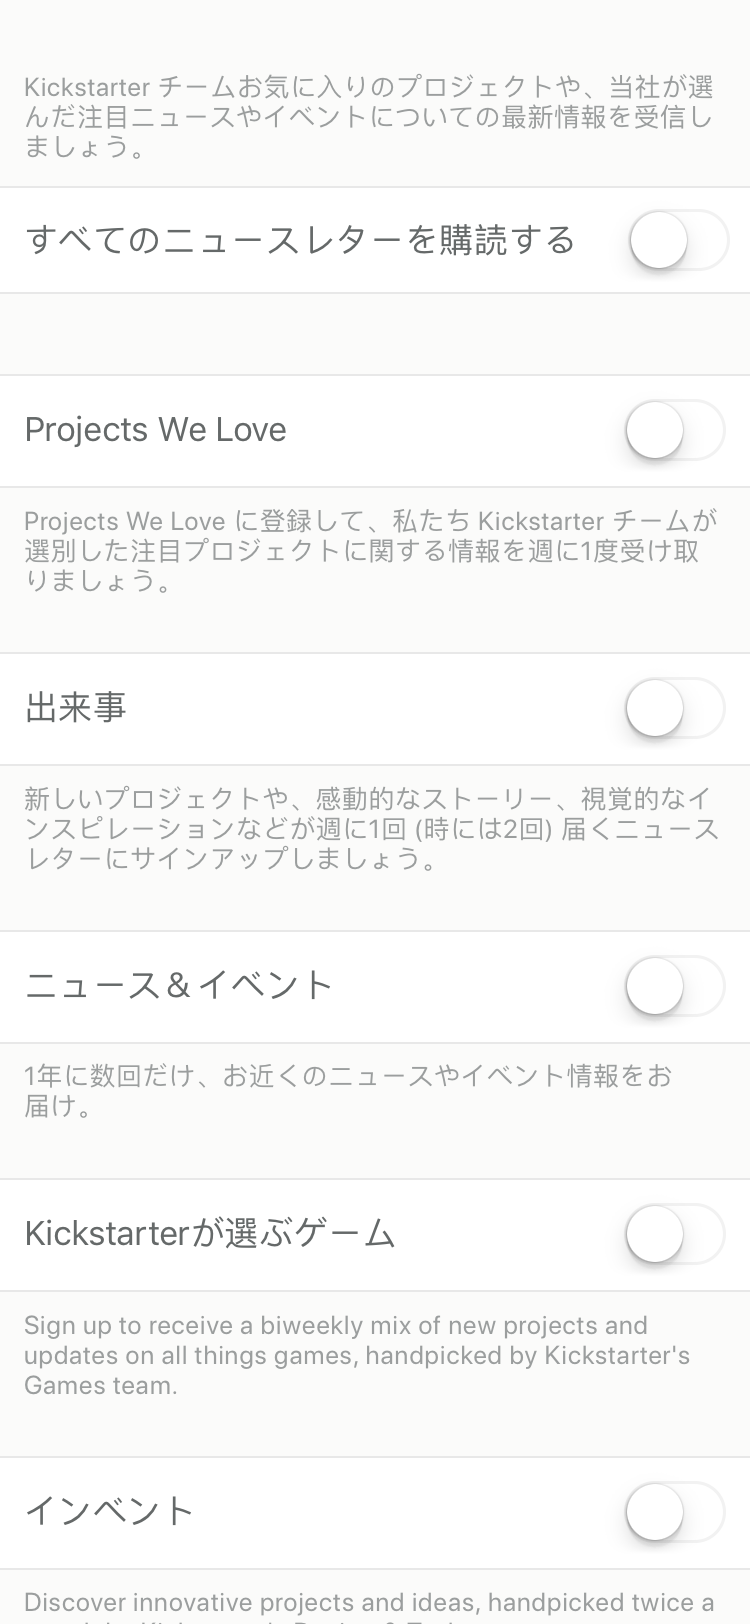 Kickstarter チームお気に入りのプロジェクトや、当社が選
んだ注目ニュースやイベントについての最新情報を受信し
ましょう。
すべてのニュースレターを購読する
Projects We Love
Projects We Love に登録して、私たち Kickstarter チームが
選別した注目プロジェクトに関する情報を週に1度受け取
りましょう。
出来事
新しいプロジェクトや、感動的なストーリー、視覚的なイ
ンスピレーションなどが週に1回 (時には2回) 届くニュース
レターにサインアップしましょう。
ニュース＆イベント
1年に数回だけ、お近くのニュースやイベント情報をお
届け。
Kickstarterが選ぶゲーム
Sign up to receive a biweekly mix of new projects and
updates on all things games, handpicked by Kickstarter's
Games team.
インベント
Discover innovative projects and ideas, handpicked twice a